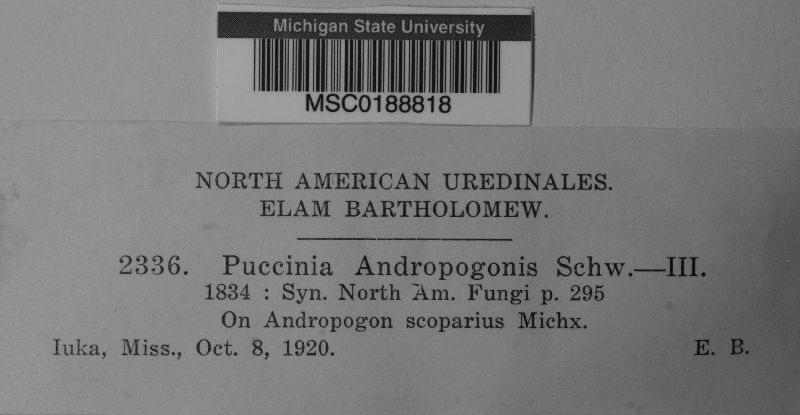 Michigan State University
MSC0188818
NORTH AMERICAN UREDINALES.
ELAM BARTHOLOMEW.
2336. Puccinia Andropogonis Schw.—III.
1834 : Syn. North Am. Fungi p. 295
On Andropogon scoparius Michx.
Iuka, Miss., Oct. 8, 1920. E. B.